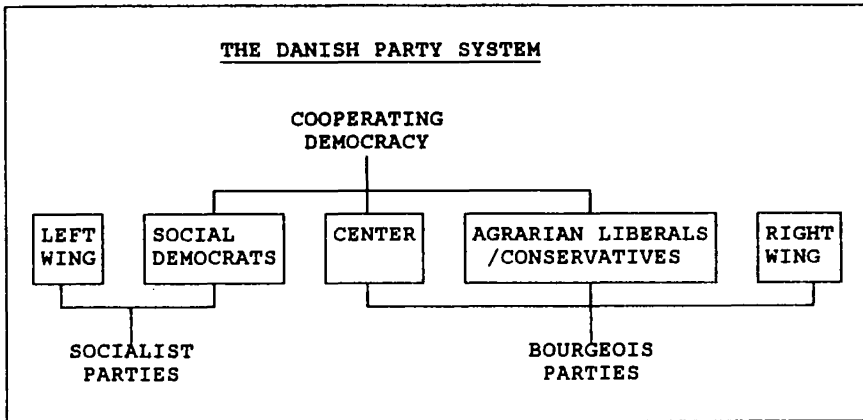 THE DANISH PARTY SYSTEM
COOPERATING
DEMOCRACY
LEFT
WING
SOCIAL
DEMOCRATS
CENTER
AGRARIAN LIBERALS
/CONSERVATIVES
RIGHT
WING
SOCIALIST
PARTIES
BOURGEOIS
PARTIES